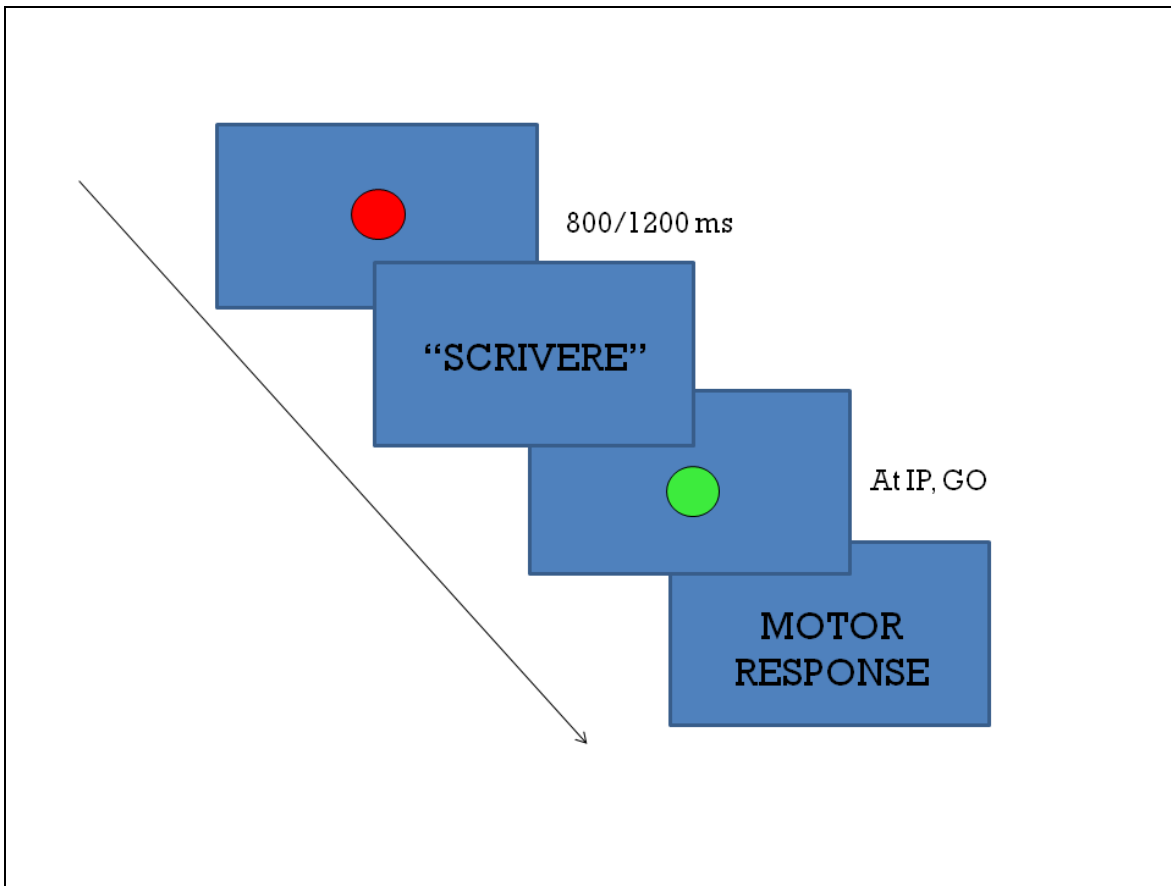 800/1200 ms
“SCRIVERE”
At IP, GO
MOTOR
RESPONSE